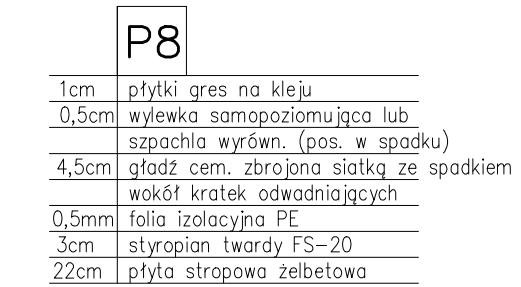 P8
1cm płytki gres na kleju
0,5cm wylewka samopoziomująca lub
szpachla wyrówn. (pos. w spadku)
4,5cm gładź cem. zbrojona siatką ze spadkiem
wokół kratek odwadniających
0,5mm folia izolacyjna PE
3cm styropian twardy FS-20
22cm płyta stropowa żelbetowa